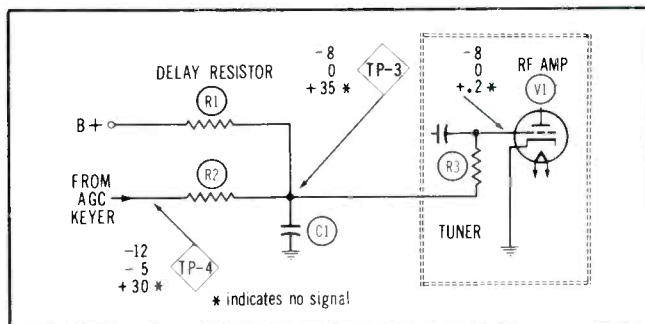 DELAY RESISTOR
R1
B+
-8
0
+35 *
TP-3
-8
0
+.2 *
RF AMP
V1
FROM
AGC
KEYER
R2
R3
C1
TUNER
-12
-5
+30 *
TP-4
* indicates no signal